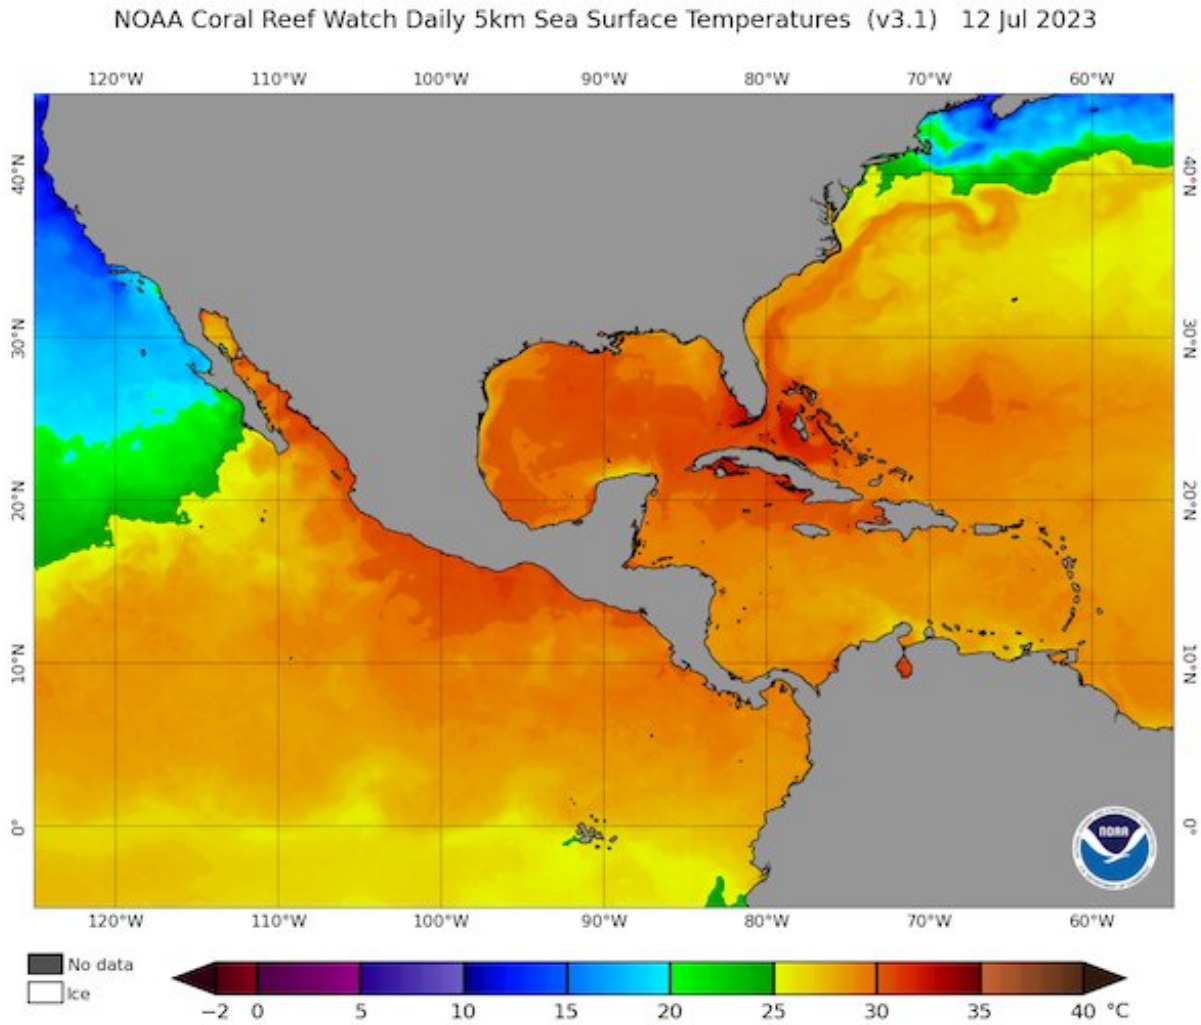 NOAA Coral Reef Watch Daily 5km Sea Surface Temperatures (v3.1) 12 Jul 2023
120°W 110°W 100°W 90°W 80°W 70°W 60°W
40°N 40°N
30°N 30°N
20°N 20°N
10°N 10°N
0° 0°
NOAA
120°W 110°W 100°W 90°W 80°W 70°W 60°W
No data
Ice
−2 0 5 10 15 20 25 30 35 40 °C